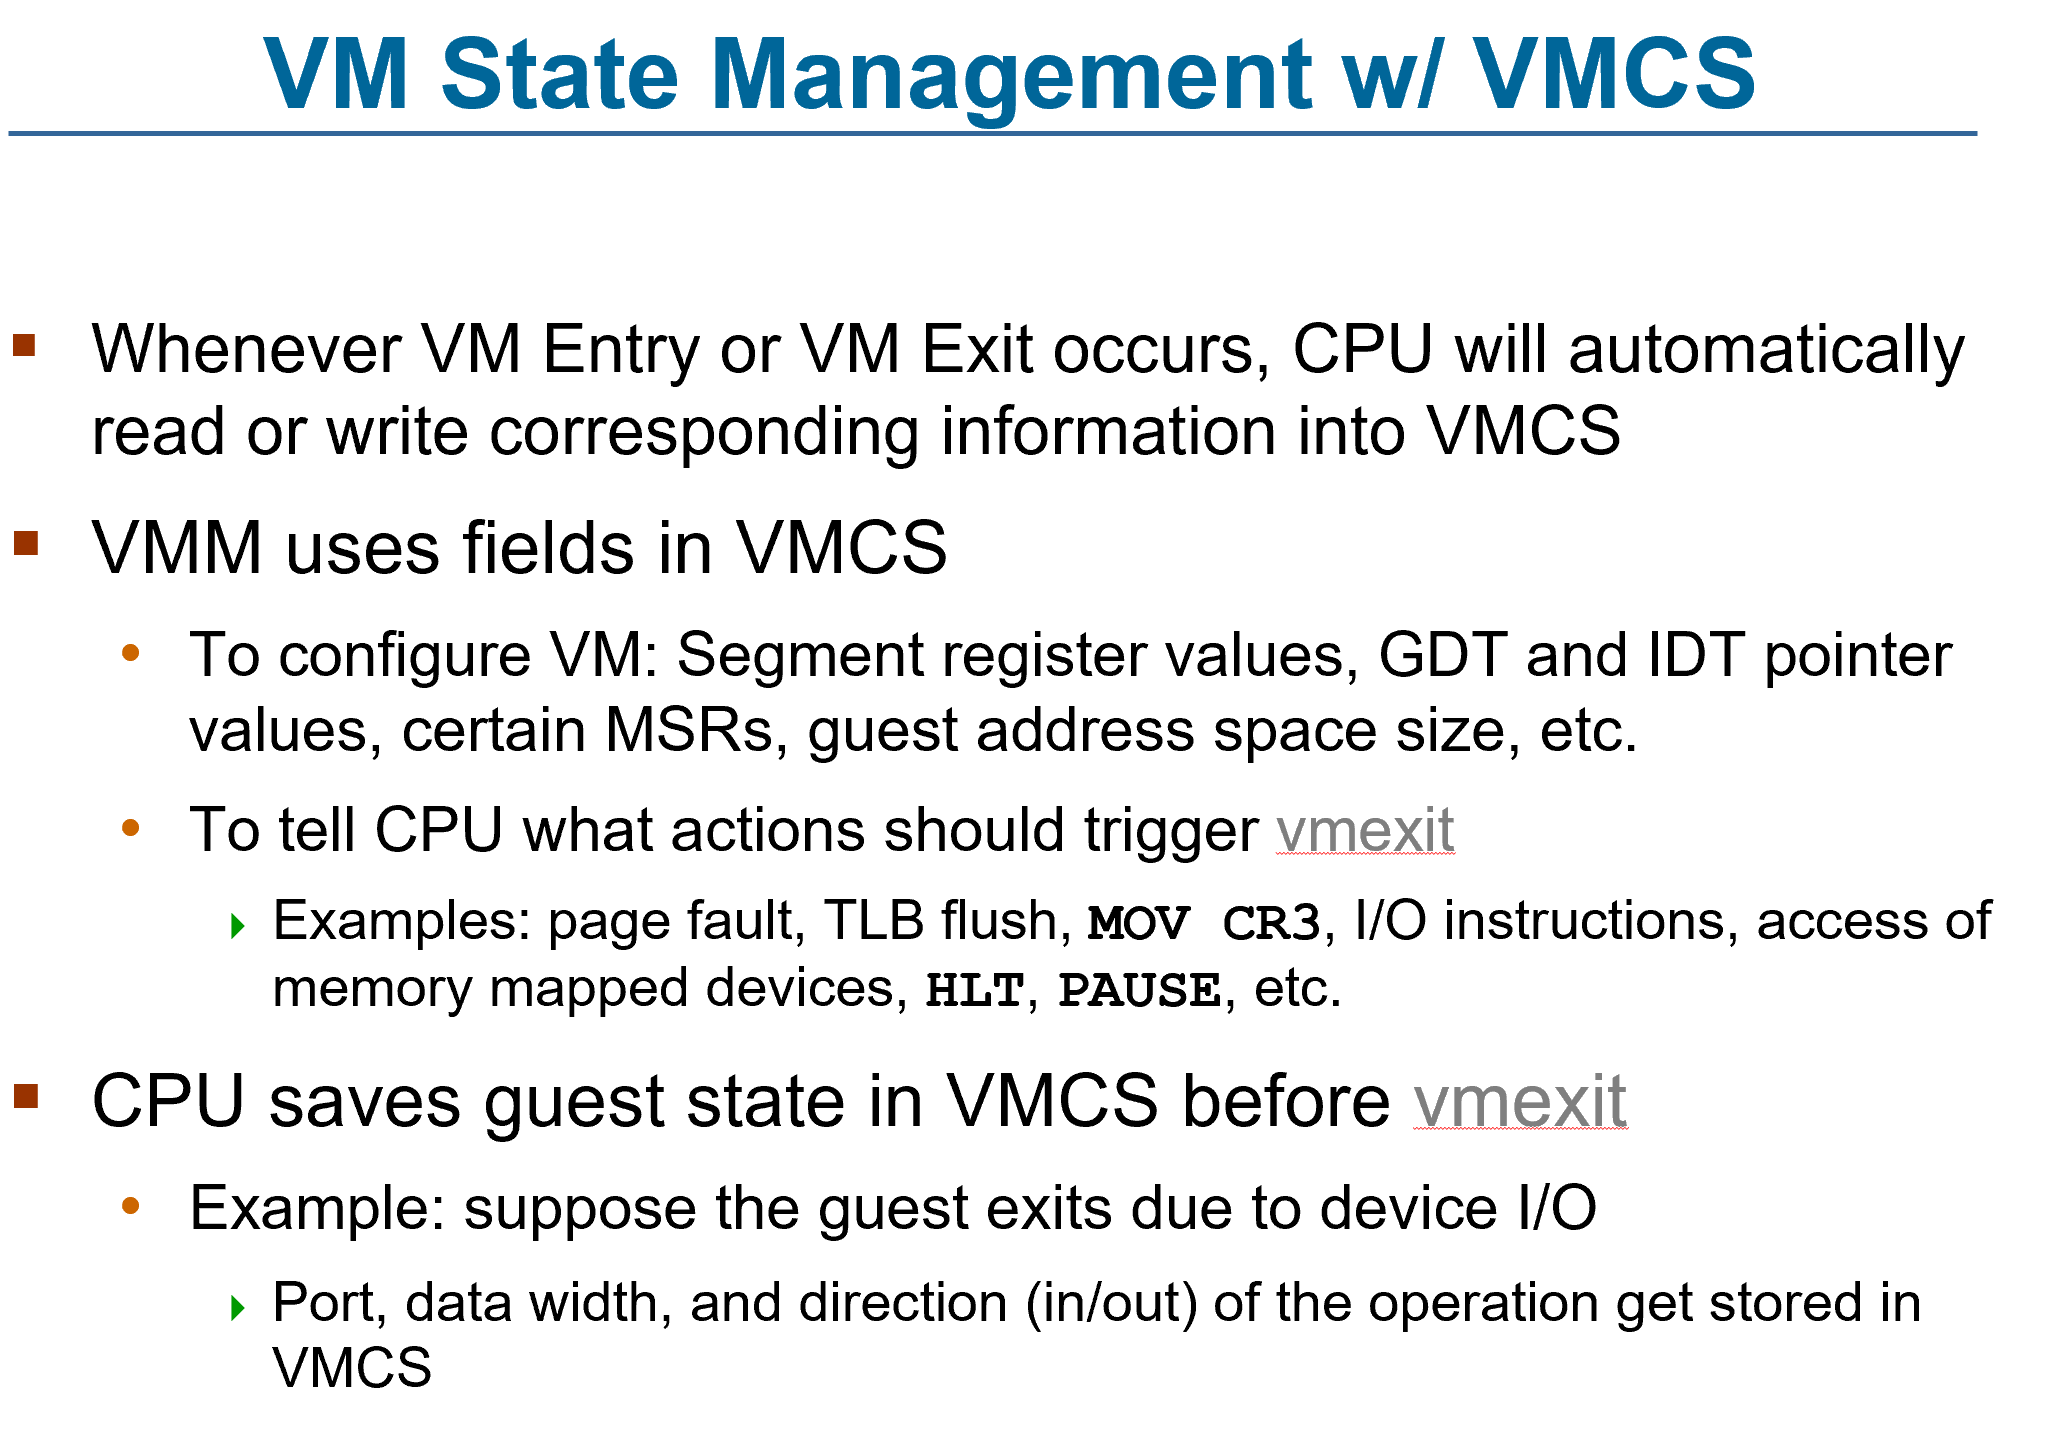 VM State Management w/ VMCS
Whenever VM Entry or VM Exit occurs, CPU will automatically
read or write corresponding information into VMCS
VMM uses fields in VMCS
To configure VM: Segment register values, GDT and IDT pointer
values, certain MSRs, guest address space size, etc.
To tell CPU what actions should trigger vmexit
Examples: page fault, TLB flush, MOV CR3, I/O instructions, access of
memory mapped devices, HLT, PAUSE, etc.
CPU saves guest state in VMCS before vmexit
Example: suppose the guest exits due to device I/O
Port, data width, and direction (in/out) of the operation get stored in
VMCS